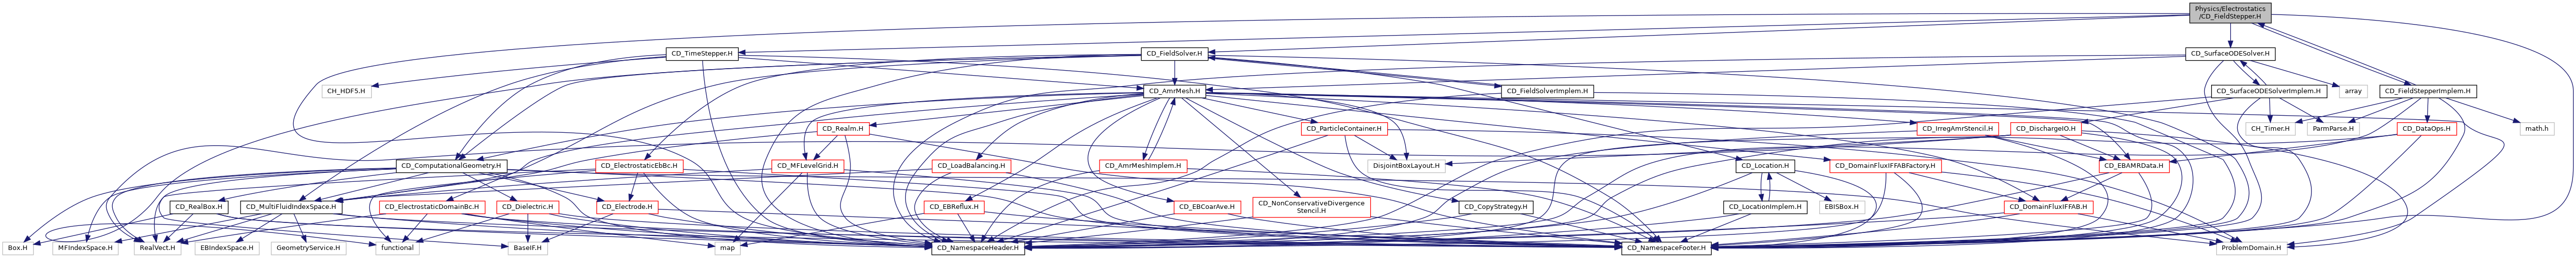 Physics/Electrostatics
/CD_FieldStepper.H
CD_TimeStepper.H
CD_FieldSolver.H
CD_SurfaceODESolver.H
CH_HDF5.H
CD_AmrMesh.H
CD_FieldSolverImplem.H
CD_SurfaceODESolverImplem.H
array
CD_FieldStepperImplem.H
CD_Realm.H
CD_ParticleContainer.H
CD_IrregAmrStencil.H
CD_DischargeIO.H
CH_Timer.H
ParmParse.H
CD_DataOps.H
math.h
CD_ComputationalGeometry.H
CD_ElectrostaticEbBc.H
CD_MFLevelGrid.H
CD_LoadBalancing.H
CD_AmrMeshImplem.H
DisjointBoxLayout.H
CD_Location.H
CD_DomainFluxIFFABFactory.H
CD_EBAMRData.H
CD_RealBox.H
CD_MultiFluidIndexSpace.H
CD_ElectrostaticDomainBc.H
CD_Dielectric.H
CD_Electrode.H
CD_EBReflux.H
CD_EBCoarAve.H
CD_NonConservativeDivergence
Stencil.H
CD_CopyStrategy.H
CD_LocationImplem.H
EBISBox.H
CD_DomainFluxIFFAB.H
Box.H
MFIndexSpace.H
RealVect.H
EBIndexSpace.H
GeometryService.H
functional
BaseIF.H
map
CD_NamespaceHeader.H
CD_NamespaceFooter.H
ProblemDomain.H